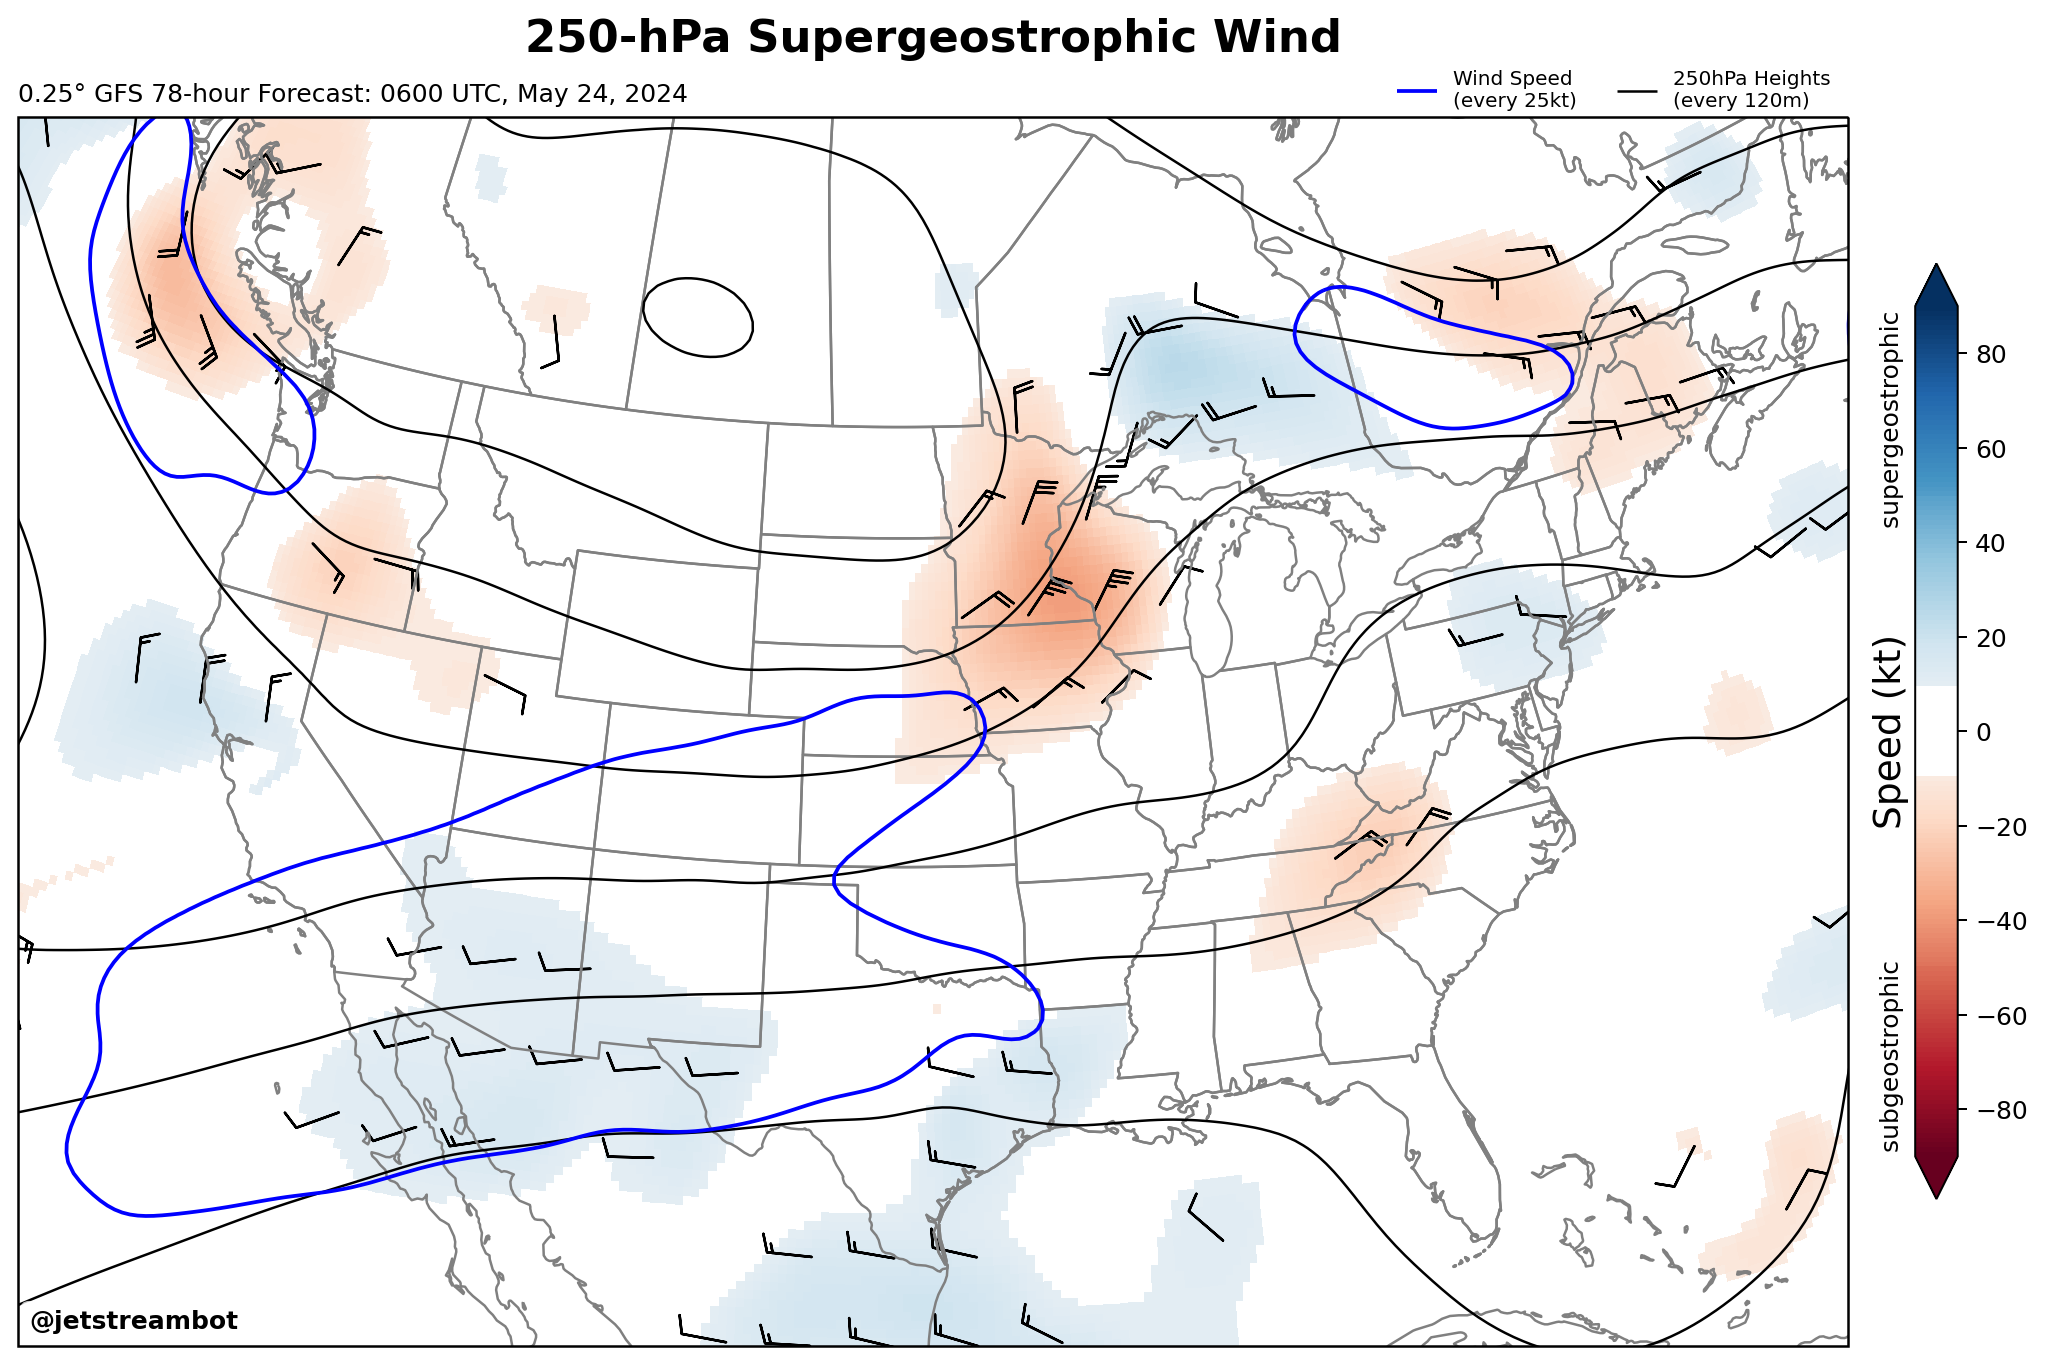 250-hPa Supergeostrophic Wind
0.25° GFS 78-hour Forecast: 0600 UTC, May 24, 2024
Wind Speed
(every 25kt)
250hPa Heights
(every 120m)
supergeostrophic
Speed (kt)
subgeostrophic
80
60
40
20
0
−20
−40
−60
−80
@jetstreambot